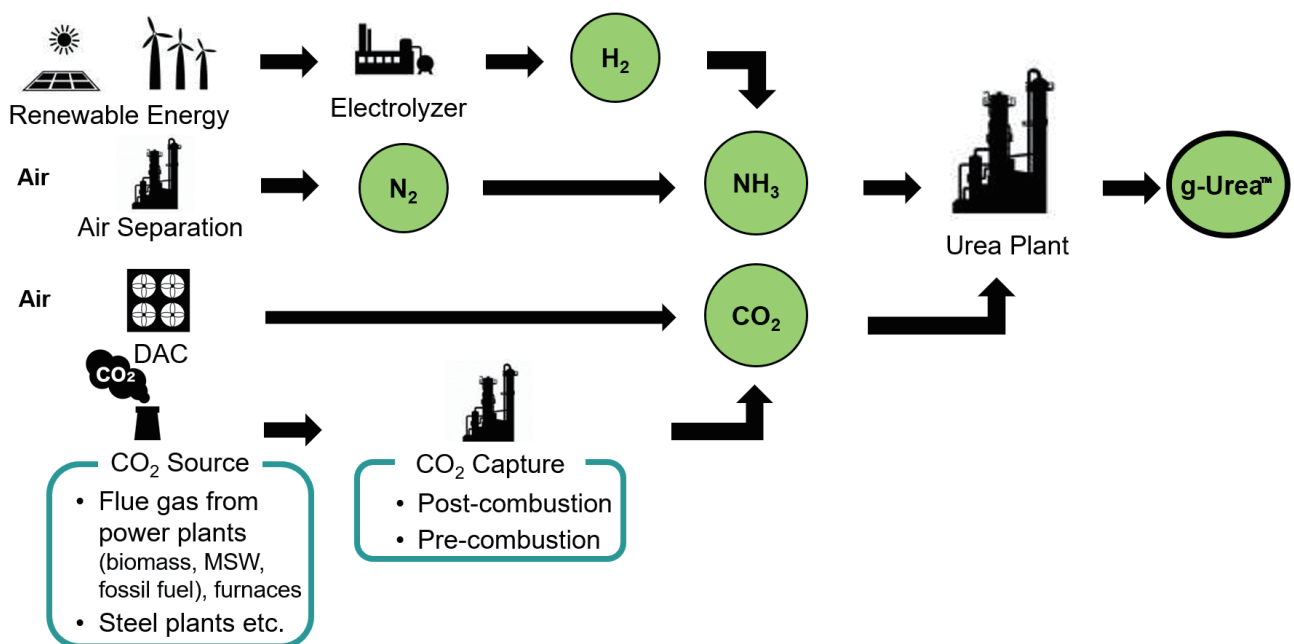 H₂
Renewable Energy
Electrolyzer
Air
Air Separation
N₂
NH₃
Urea Plant
g-Urea™
Air
DAC
CO₂
CO₂
CO₂ Source
• Flue gas from
power plants
(biomass, MSW,
fossil fuel), furnaces
• Steel plants etc.
CO₂ Capture
• Post-combustion
• Pre-combustion